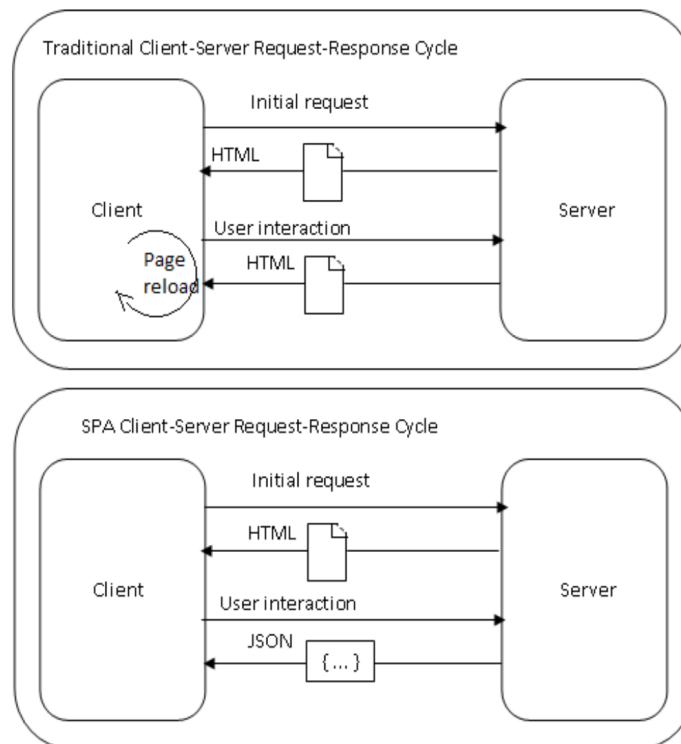 Traditional Client-Server Request-Response Cycle
Initial request
HTML
Client
Server
User interaction
Page
reload
HTML
SPA Client-Server Request-Response Cycle
Initial request
HTML
Client
Server
User interaction
JSON
{ ... }